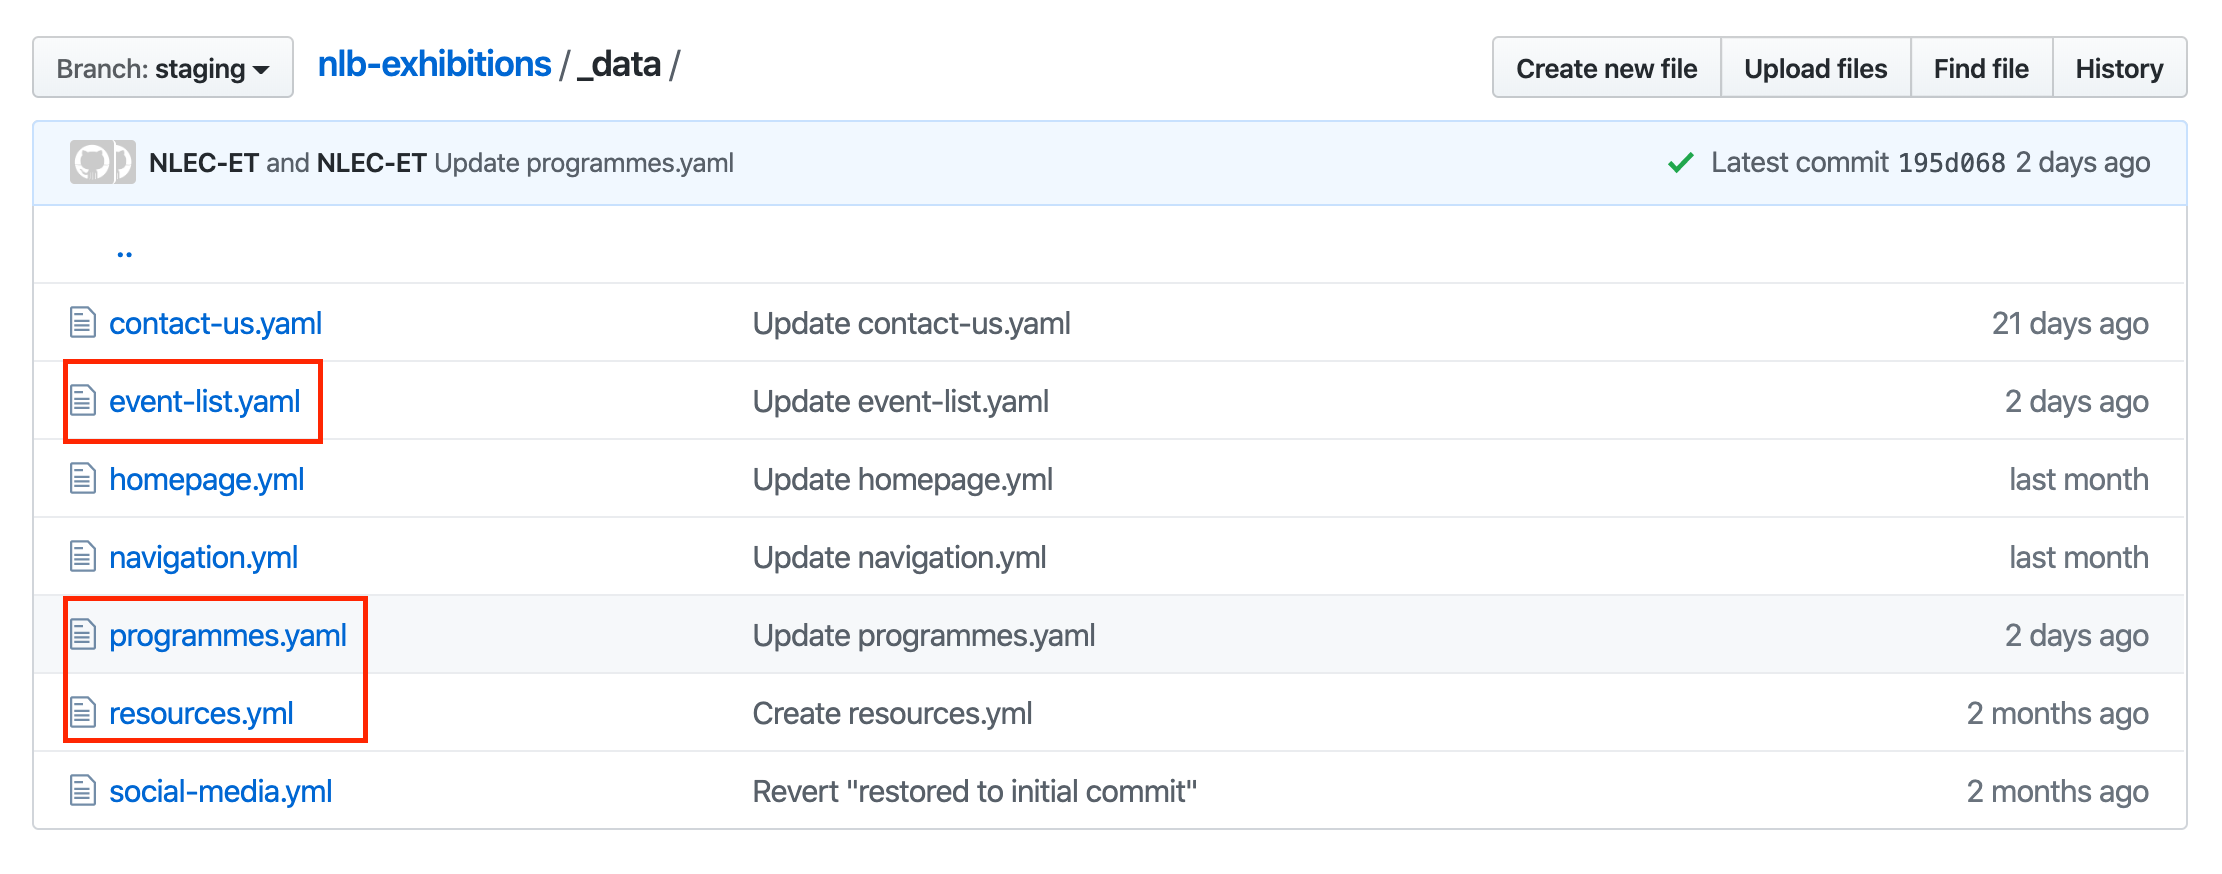 Branch: staging nlb-exhibitions / _data / Create new file Upload files Find file History
NLEC-ET and NLEC-ET Update programmes.yaml Latest commit 195d068 2 days ago
..
contact-us.yaml Update contact-us.yaml 21 days ago
event-list.yaml Update event-list.yaml 2 days ago
homepage.yml Update homepage.yml last month
navigation.yml Update navigation.yml last month
programmes.yaml Update programmes.yaml 2 days ago
resources.yml Create resources.yml 2 months ago
social-media.yml Revert "restored to initial commit" 2 months ago